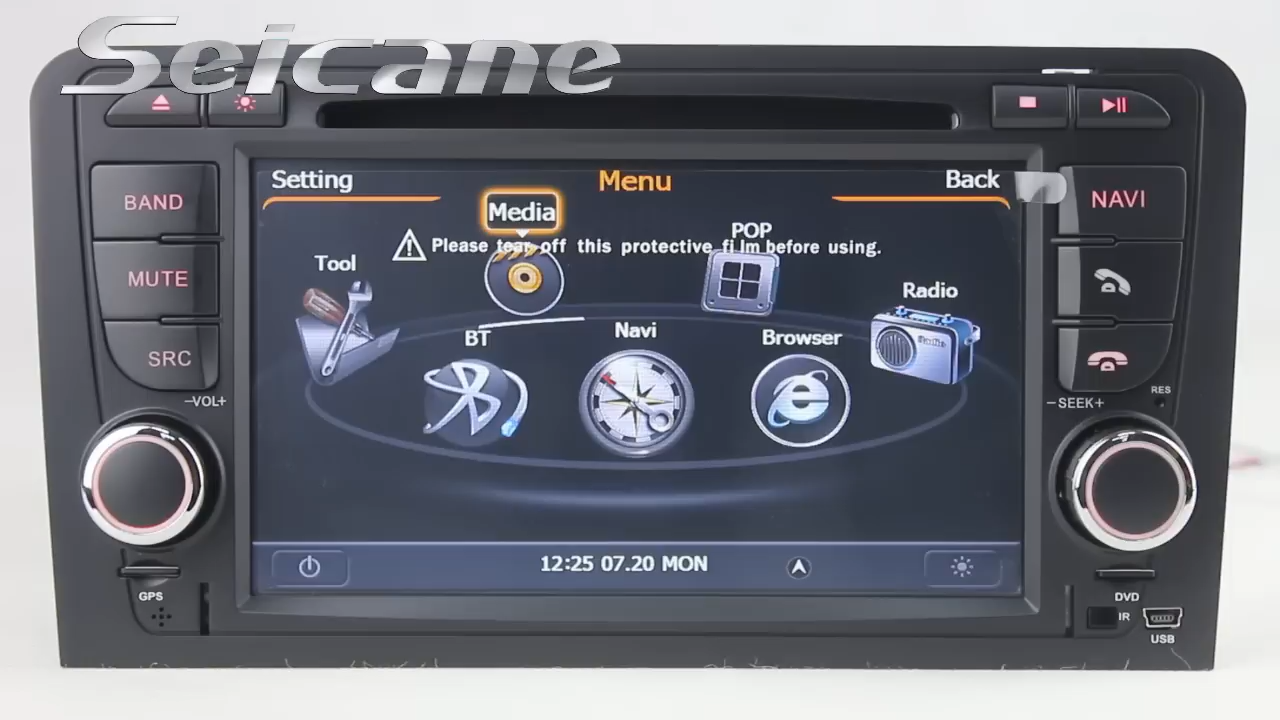 Seicane
BAND
MUTE
SRC
−VOL+
GPS
Setting
Menu
Back
Media
POP
Please tear off this protective film before using.
Tool
Radio
Radio
BT
Navi
Browser
12:25 07.20 MON
NAVI
RES
−SEEK+
DVD
IR
USB